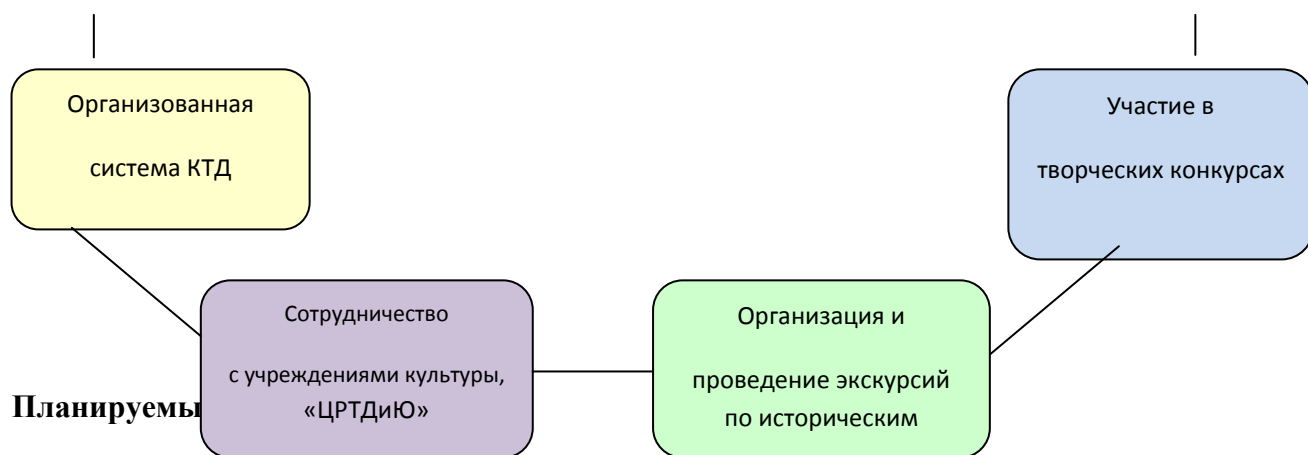 Организованная
система КТД
Участие в
творческих конкурсах
Сотрудничество
с учреждениями культуры,
«ЦРТДиЮ»
Организация и
проведение экскурсий
по историческим
Планируемы